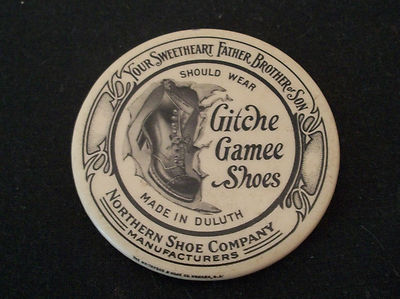 YOUR SWEETHEART, FATHER, BROTHER OR SON
SHOULD WEAR
Gitche
Gamee
Shoes
MADE IN DULUTH
NORTHERN SHOE COMPANY
MANUFACTURERS